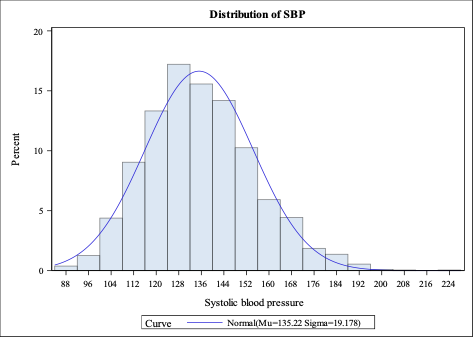 Distribution of SBP
20
15
10
5
0
Percent
88 96 104 112 120 128 136 144 152 160 168 176 184 192 200 208 216 224
Systolic blood pressure
Curve Normal(Mu=135.22 Sigma=19.178)